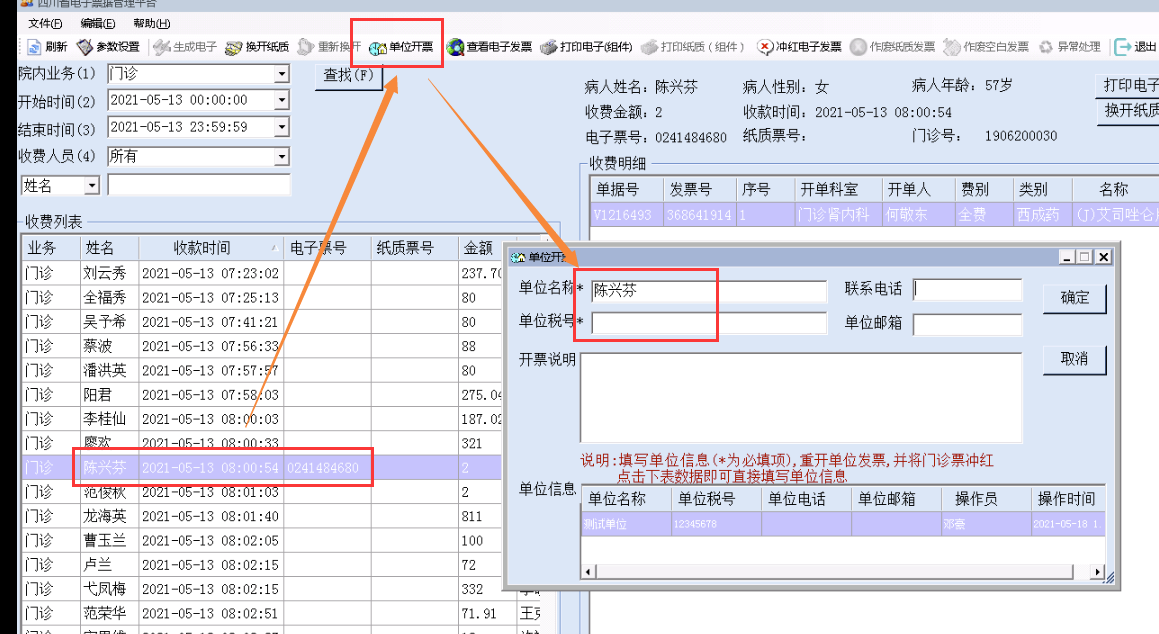 四川省电子票据管理平台
文件(F) 编辑(E) 帮助(H)
刷新 参数设置 生成电子 换开纸质 重新换开 单位开票 查看电子发票 打印电子(组件) 打印纸质(组件) 冲红电子发票 作废纸质发票 作废空白发票 异常处理 退出
院内业务(1) 门诊 查找(F)
开始时间(2) 2021-05-13 00:00:00
结束时间(3) 2021-05-13 23:59:59
收费人员(4) 所有
姓名
病人姓名: 陈兴芬 病人性别: 女 病人年龄: 57岁 打印电子
收费金额: 2 收款时间: 2021-05-13 08:00:54 换开纸质
电子票号: 0241484680 纸质票号: 门诊号: 1906200030
收费明细
单据号 发票号 序号 开单科室 开单人 费别 类别 名称
V1216493 368641914 1 门诊肾内科 何敏东 全费 西成药 (J)艾司唑仑
收费列表
业务 姓名 收款时间 电子票号 纸质票号 金额
门诊 刘云秀 2021-05-13 07:23:02 237.70
门诊 全福秀 2021-05-13 07:25:13 80
门诊 吴予希 2021-05-13 07:41:21 80
门诊 蔡波 2021-05-13 07:56:33 88
门诊 潘洪英 2021-05-13 07:57:57 80
门诊 阳君 2021-05-13 07:58:03 275.04
门诊 李桂仙 2021-05-13 08:00:03 187.02
门诊 廖欢 2021-05-13 08:00:33 321
门诊 陈兴芬 2021-05-13 08:00:54 0241484680 2
门诊 范俊秋 2021-05-13 08:01:03 2
门诊 龙海英 2021-05-13 08:01:40 811
门诊 曹玉兰 2021-05-13 08:02:05 100
门诊 卢兰 2021-05-13 08:02:15 72
门诊 弋凤梅 2021-05-13 08:02:15 332
门诊 范荣华 2021-05-13 08:02:51 71.91
单位开票
单位名称* 陈兴芬 联系电话 确定
单位税号* 单位邮箱
开票说明 取消
说明:填写单位信息(*为必填项),重开单位发票,并将门诊票冲红
点击下表数据即可直接填写单位信息
单位信息
单位名称 单位税号 单位电话 单位邮箱 操作员 操作时间
测试单位 12345678 邓豪 2021-05-18 1.